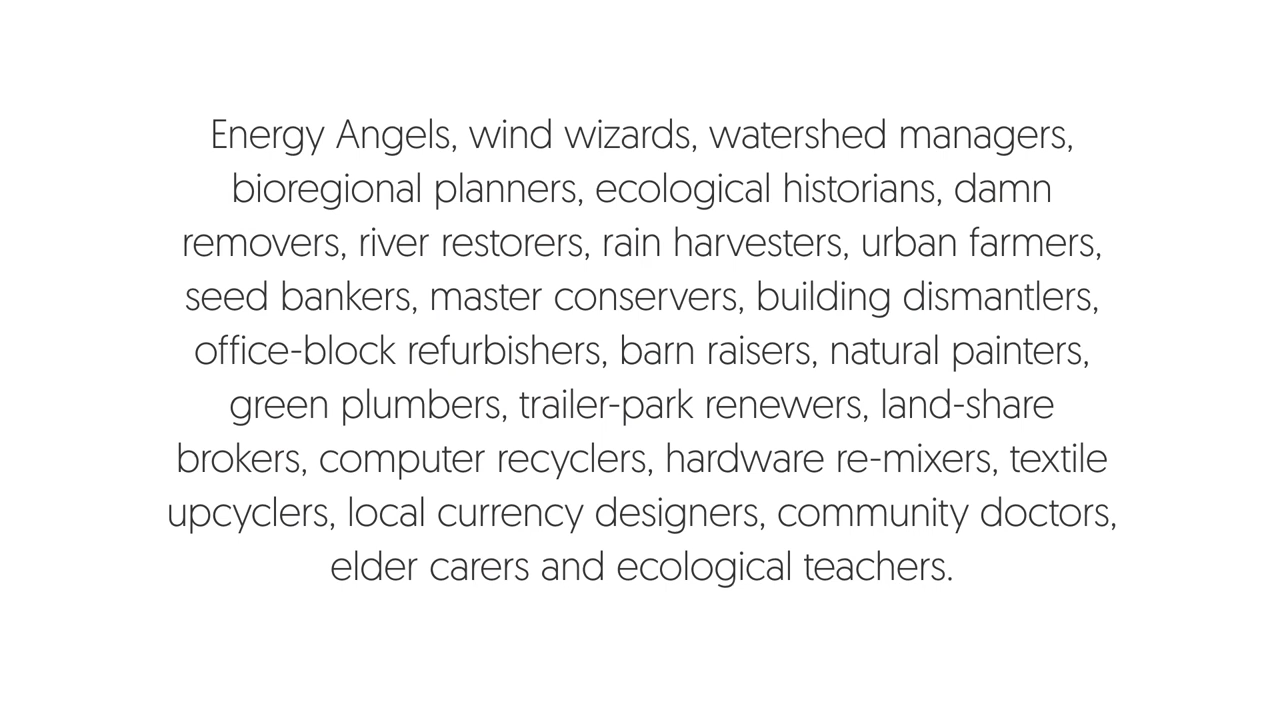 Energy Angels, wind wizards, watershed managers,
bioregional planners, ecological historians, damn
removers, river restorers, rain harvesters, urban farmers,
seed bankers, master conservers, building dismantlers,
office-block refurbishers, barn raisers, natural painters,
green plumbers, trailer-park renewers, land-share
brokers, computer recyclers, hardware re-mixers, textile
upcyclers, local currency designers, community doctors,
elder carers and ecological teachers.